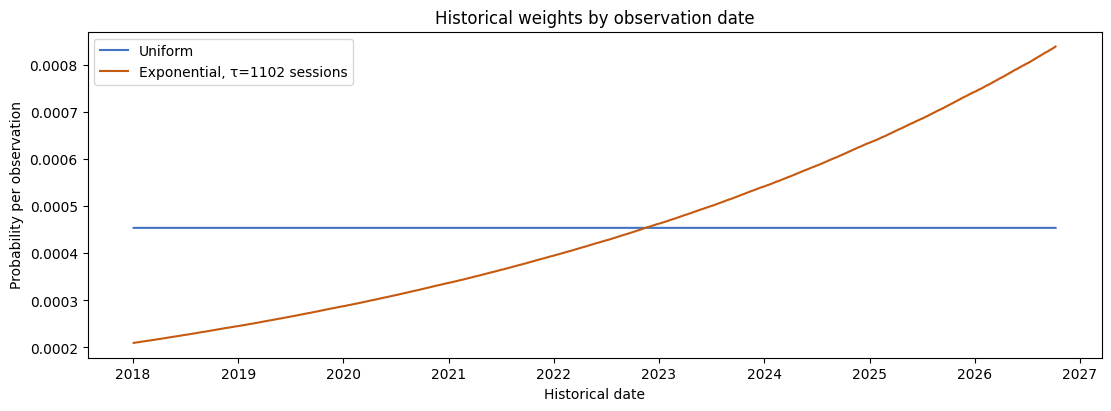 Historical weights by observation date
Uniform
Exponential, τ=1102 sessions
Probability per observation
0.0008
0.0007
0.0006
0.0005
0.0004
0.0003
0.0002
2018 2019 2020 2021 2022 2023 2024 2025 2026 2027
Historical date